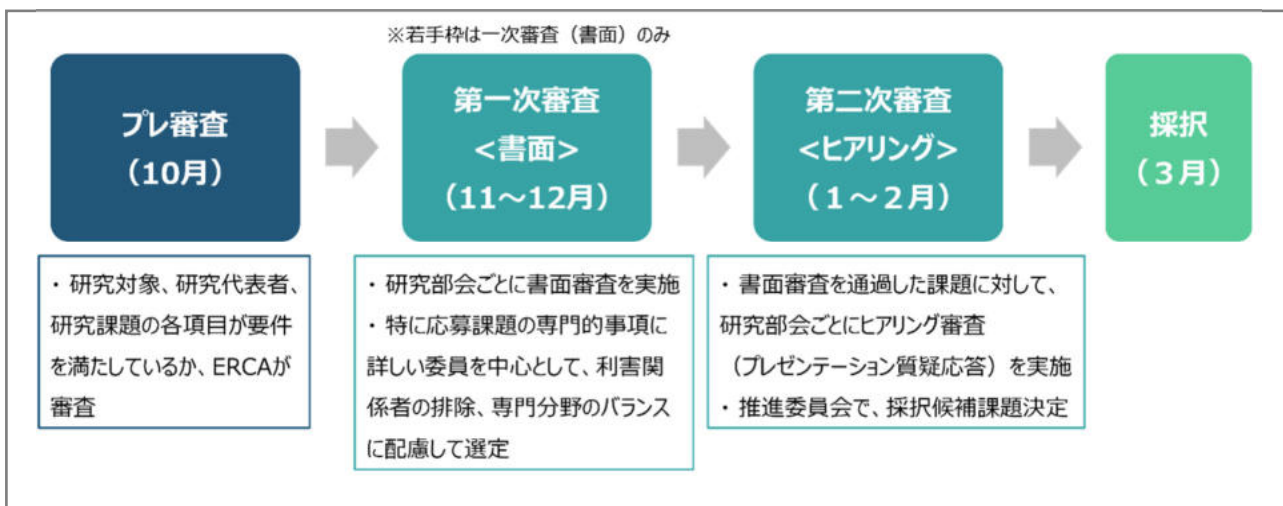 ※若手枠は一次審査（書面）のみ
プレ審査
（10月）
第一次審査
<書面>
（11～12月）
第二次審査
<ヒアリング>
（１～２月）
採択
（３月）
・ 研究対象、研究代表者、
研究課題の各項目が要件
を満たしているか、ERCAが
審査
・ 研究部会ごとに書面審査を実施
・ 特に応募課題の専門的事項に
詳しい委員を中心として、利害関
係者の排除、専門分野のバランス
に配慮して選定
・ 書面審査を通過した課題に対して、
研究部会ごとにヒアリング審査
（プレゼンテーション質疑応答）を実施
・ 推進委員会で、採択候補課題決定